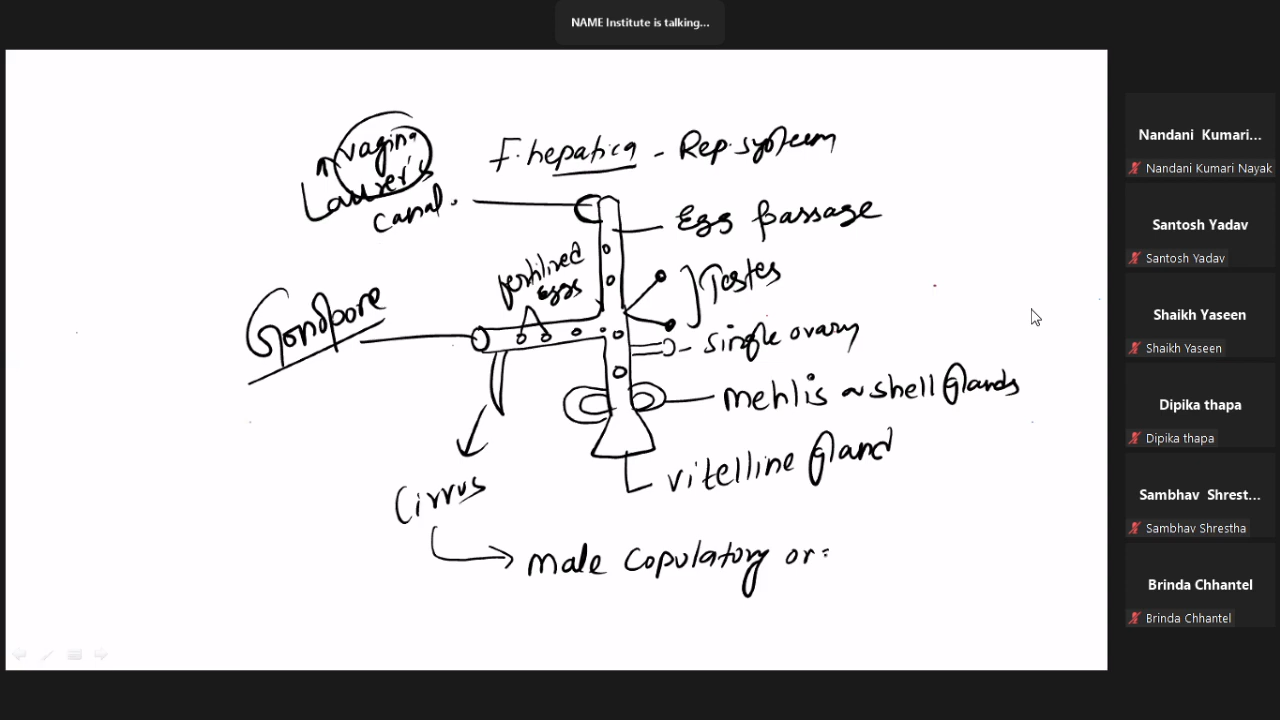 NAME Institute is talking...
vagina
Laurer's
canal.
F. hepatica - Rep. system
Egg passage
fertilized
eggs
Testes
Gonopore
single ovary
mehlis ~ shell glands
vitelline gland
Cirrus
male copulatory or
Nandani Kumari...
Nandani Kumari Nayak
Santosh Yadav
Santosh Yadav
Shaikh Yaseen
Shaikh Yaseen
Dipika thapa
Dipika thapa
Sambhav Shrest...
Sambhav Shrestha
Brinda Chhantel
Brinda Chhantel